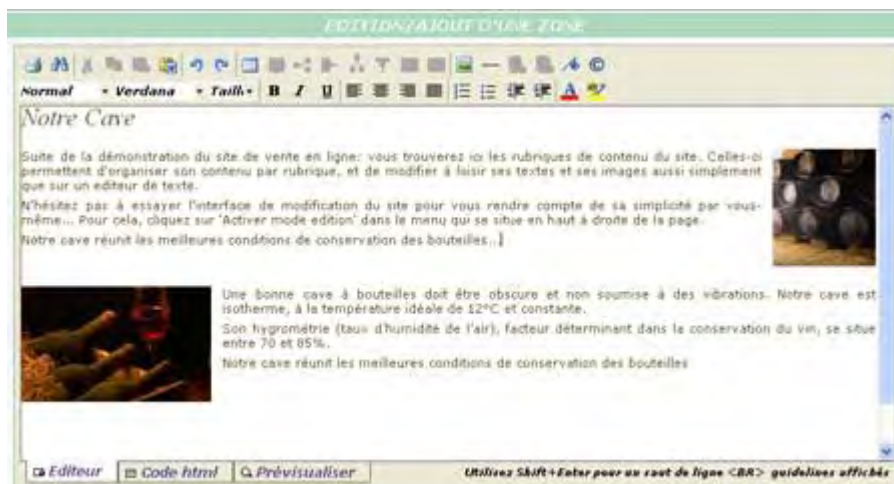 EDITION/AJOUT D'UNE ZONE
Normal Verdana Taill B I U A
Notre Cave
Suite de la démonstration du site de vente en ligne: vous trouverez ici les rubriques de contenu du site. Celles-ci
permettent d'organiser son contenu par rubrique, et de modifier à loisir ses textes et ses images aussi simplement
que sur un editeur de texte.
N'hésitez pas à essayer l'interface de modification du site pour vous rendre compte de sa simplicité par vous-
même... Pour cela, cliquez sur 'Activer mode edition' dans le menu qui se situe en haut à droite de la page.
Notre cave réunit les meilleures conditions de conservation des bouteilles...
Une bonne cave à bouteilles doit être obscure et non soumise à des vibrations. Notre cave est
isotherme, à la température idéale de 12°C et constante.
Son hygrométrie (taux d'humidité de l'air), facteur déterminant dans la conservation du vin, se situe
entre 70 et 85%.
Notre cave réunit les meilleures conditions de conservation des bouteilles
Editeur Code html Prévisualiser Utilisez Shift+Enter pour un saut de ligne <BR> guidelines affichés